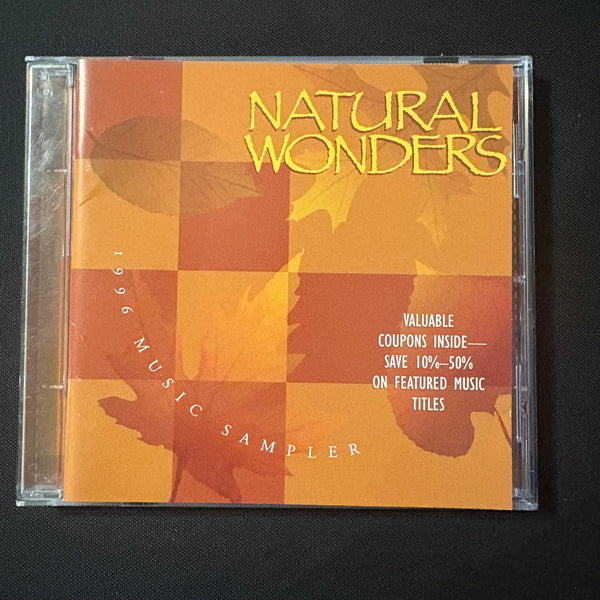 NATURAL
WONDERS
1996 MUSIC SAMPLER
VALUABLE
COUPONS INSIDE—
SAVE 10%–50%
ON FEATURED MUSIC
TITLES